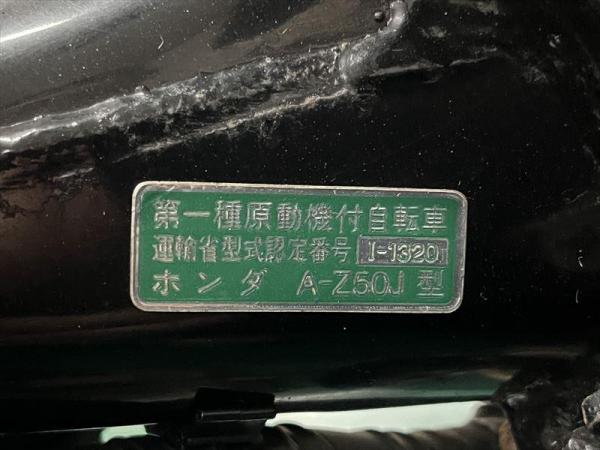 第一種原動機付自転車
運輸省型式認定番号 I-1320
ホンダ A-Z50J 型